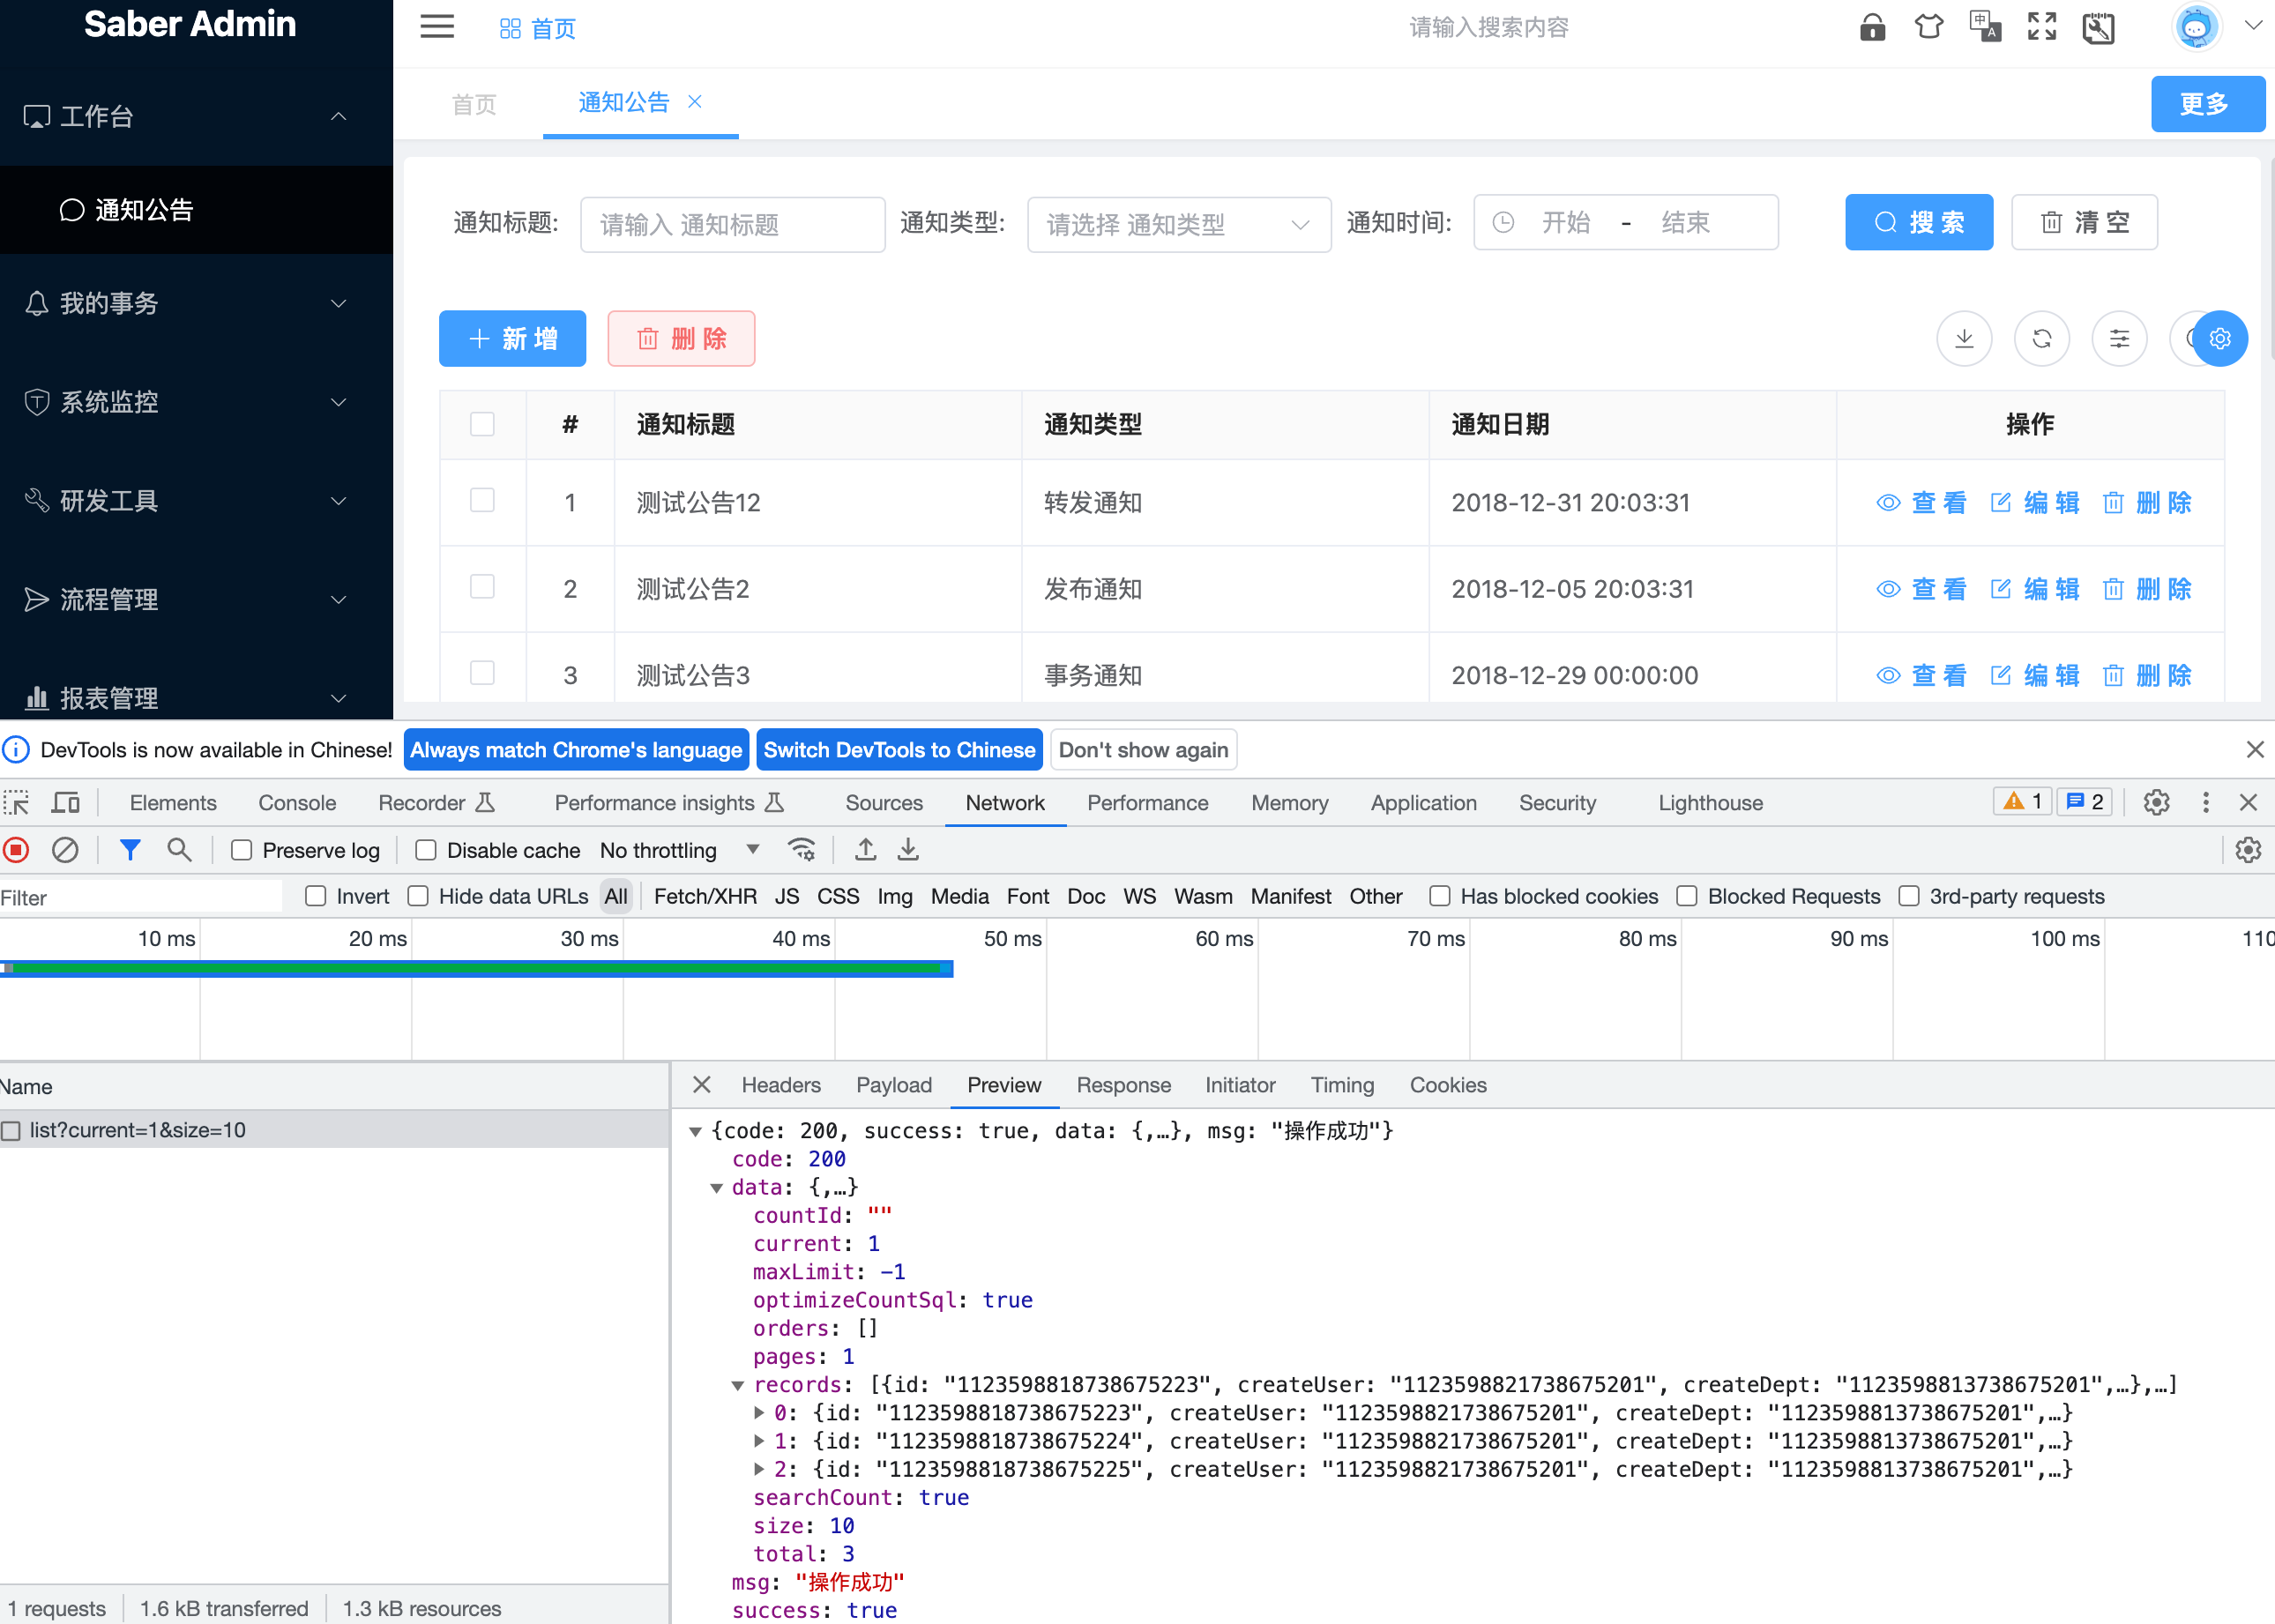 Saber Admin
首页
请输入搜索内容
工作台
通知公告
我的事务
系统监控
研发工具
流程管理
报表管理
首页
通知公告
更多
通知标题:
请输入 通知标题
通知类型:
请选择 通知类型
通知时间:
开始 - 结束
搜 索
清 空
新 增
删 除
# 通知标题 通知类型 通知日期 操作
1 测试公告12 转发通知 2018-12-31 20:03:31 查 看 编 辑 删 除
2 测试公告2 发布通知 2018-12-05 20:03:31 查 看 编 辑 删 除
3 测试公告3 事务通知 2018-12-29 00:00:00 查 看 编 辑 删 除
DevTools is now available in Chinese! Always match Chrome's language Switch DevTools to Chinese Don't show again
Elements Console Recorder Performance insights Sources Network Performance Memory Application Security Lighthouse 1 2
Preserve log Disable cache No throttling
Filter Invert Hide data URLs All Fetch/XHR JS CSS Img Media Font Doc WS Wasm Manifest Other Has blocked cookies Blocked Requests 3rd-party requests
10 ms 20 ms 30 ms 40 ms 50 ms 60 ms 70 ms 80 ms 90 ms 100 ms 110
Name
list?current=1&size=10
1 requests 1.6 kB transferred 1.3 kB resources
Headers Payload Preview Response Initiator Timing Cookies
{code: 200, success: true, data: {,…}, msg: "操作成功"}
code: 200
data: {,…}
countId: ""
current: 1
maxLimit: -1
optimizeCountSql: true
orders: []
pages: 1
records: [{id: "1123598818738675223", createUser: "1123598821738675201", createDept: "1123598813738675201",…},…]
0: {id: "1123598818738675223", createUser: "1123598821738675201", createDept: "1123598813738675201",…}
1: {id: "1123598818738675224", createUser: "1123598821738675201", createDept: "1123598813738675201",…}
2: {id: "1123598818738675225", createUser: "1123598821738675201", createDept: "1123598813738675201",…}
searchCount: true
size: 10
total: 3
msg: "操作成功"
success: true